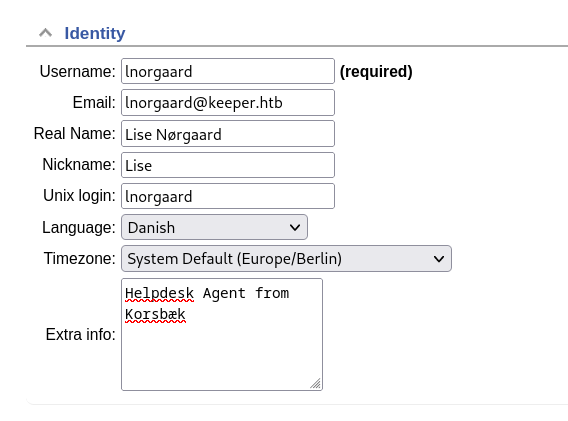 Identity
Username: lnorgaard (required)
Email: lnorgaard@keeper.htb
Real Name: Lise Nørgaard
Nickname: Lise
Unix login: lnorgaard
Language: Danish
Timezone: System Default (Europe/Berlin)
Extra info: Helpdesk Agent from
Korsbæk